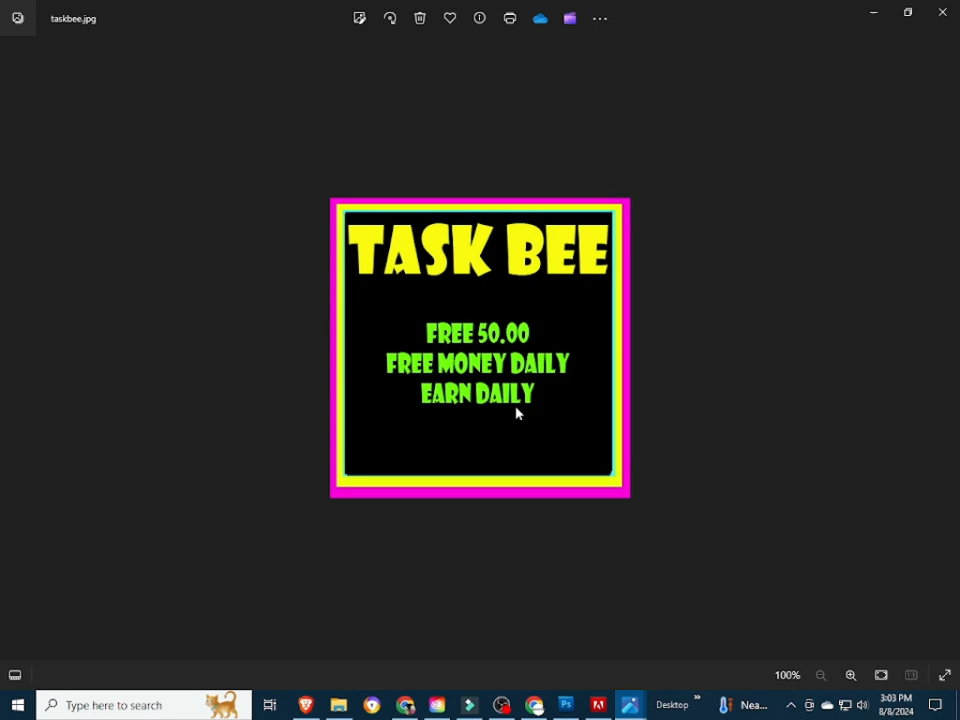 taskbee.jpg
TASK BEE
FREE 50.00
FREE MONEY DAILY
EARN DAILY
100%
Type here to search
Desktop
Nea...
3:03 PM
8/8/2024